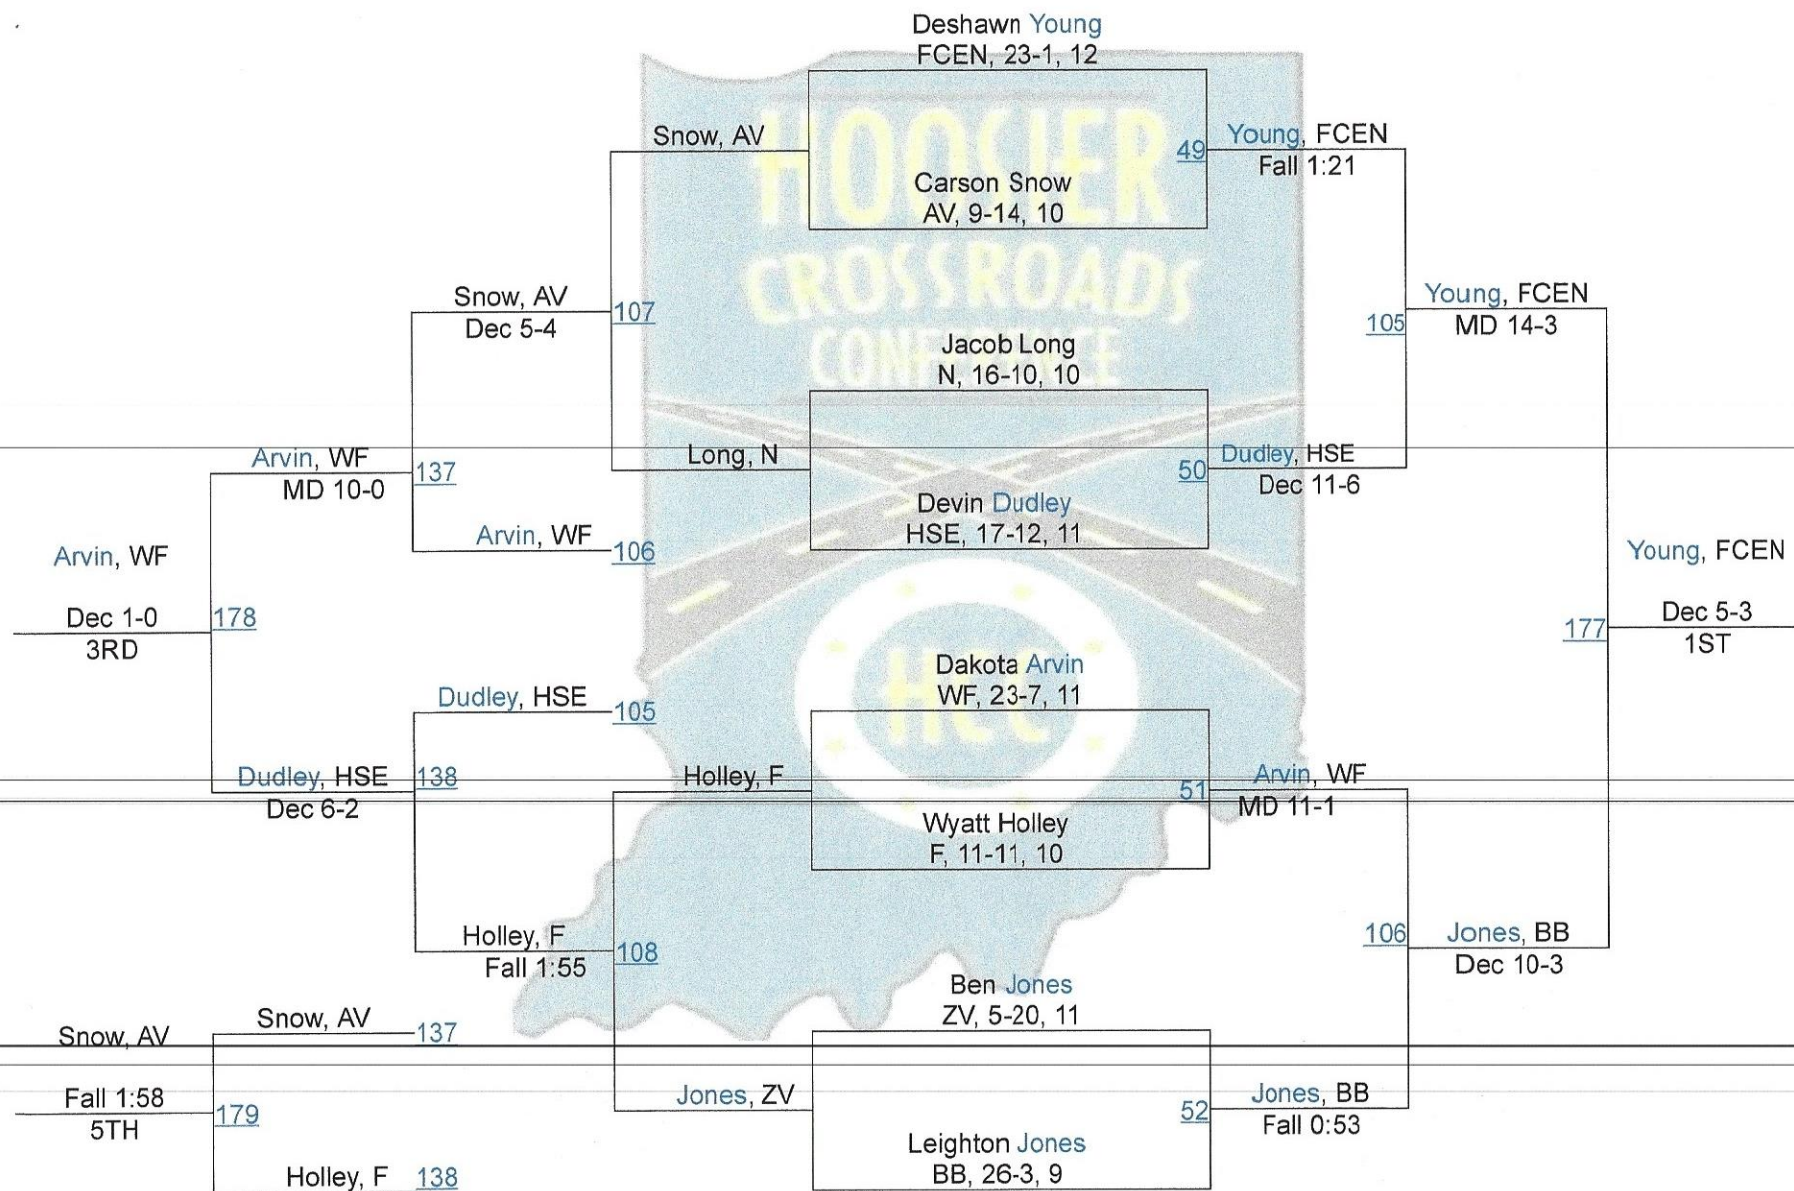 Deshawn Young
FCEN, 23-1, 12
HOOSIER
CROSSROADS
CONFERENCE
HCC
Snow, AV
49
Young, FCEN
Fall 1:21
Carson Snow
AV, 9-14, 10
Snow, AV
Dec 5-4
107
Young, FCEN
MD 14-3
105
Jacob Long
N, 16-10, 10
Long, N
50
Dudley, HSE
Dec 11-6
Arvin, WF
MD 10-0
137
Devin Dudley
HSE, 17-12, 11
Arvin, WF
106
Arvin, WF
Dec 1-0
3RD
178
Young, FCEN
Dec 5-3
1ST
177
Dakota Arvin
WF, 23-7, 11
Dudley, HSE
105
Dudley, HSE
Dec 6-2
138
Holley, F
51
Arvin, WF
MD 11-1
Wyatt Holley
F, 11-11, 10
Holley, F
Fall 1:55
108
106
Jones, BB
Dec 10-3
Ben Jones
ZV, 5-20, 11
Snow, AV
137
Snow, AV
Fall 1:58
5TH
179
Jones, ZV
52
Jones, BB
Fall 0:53
Leighton Jones
BB, 26-3, 9
Holley, F
138